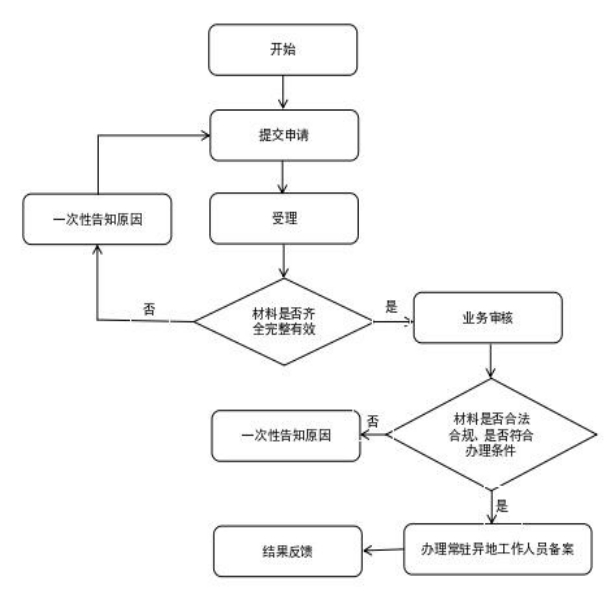 开始
提交申请
一次性告知原因
受理
材料是否齐
全完整有效
否
是
业务审核
材料是否合法
合规、是否符合
办理条件
否
一次性告知原因
是
办理常驻异地工作人员备案
结果反馈